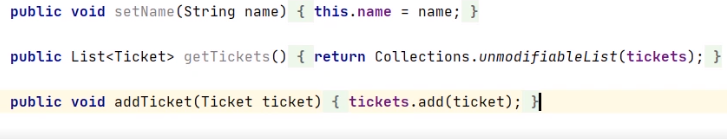 public void setName(String name) { this.name = name; }
public List<Ticket> getTickets() { return Collections.unmodifiableList(tickets); }
public void addTicket(Ticket ticket) { tickets.add(ticket); }